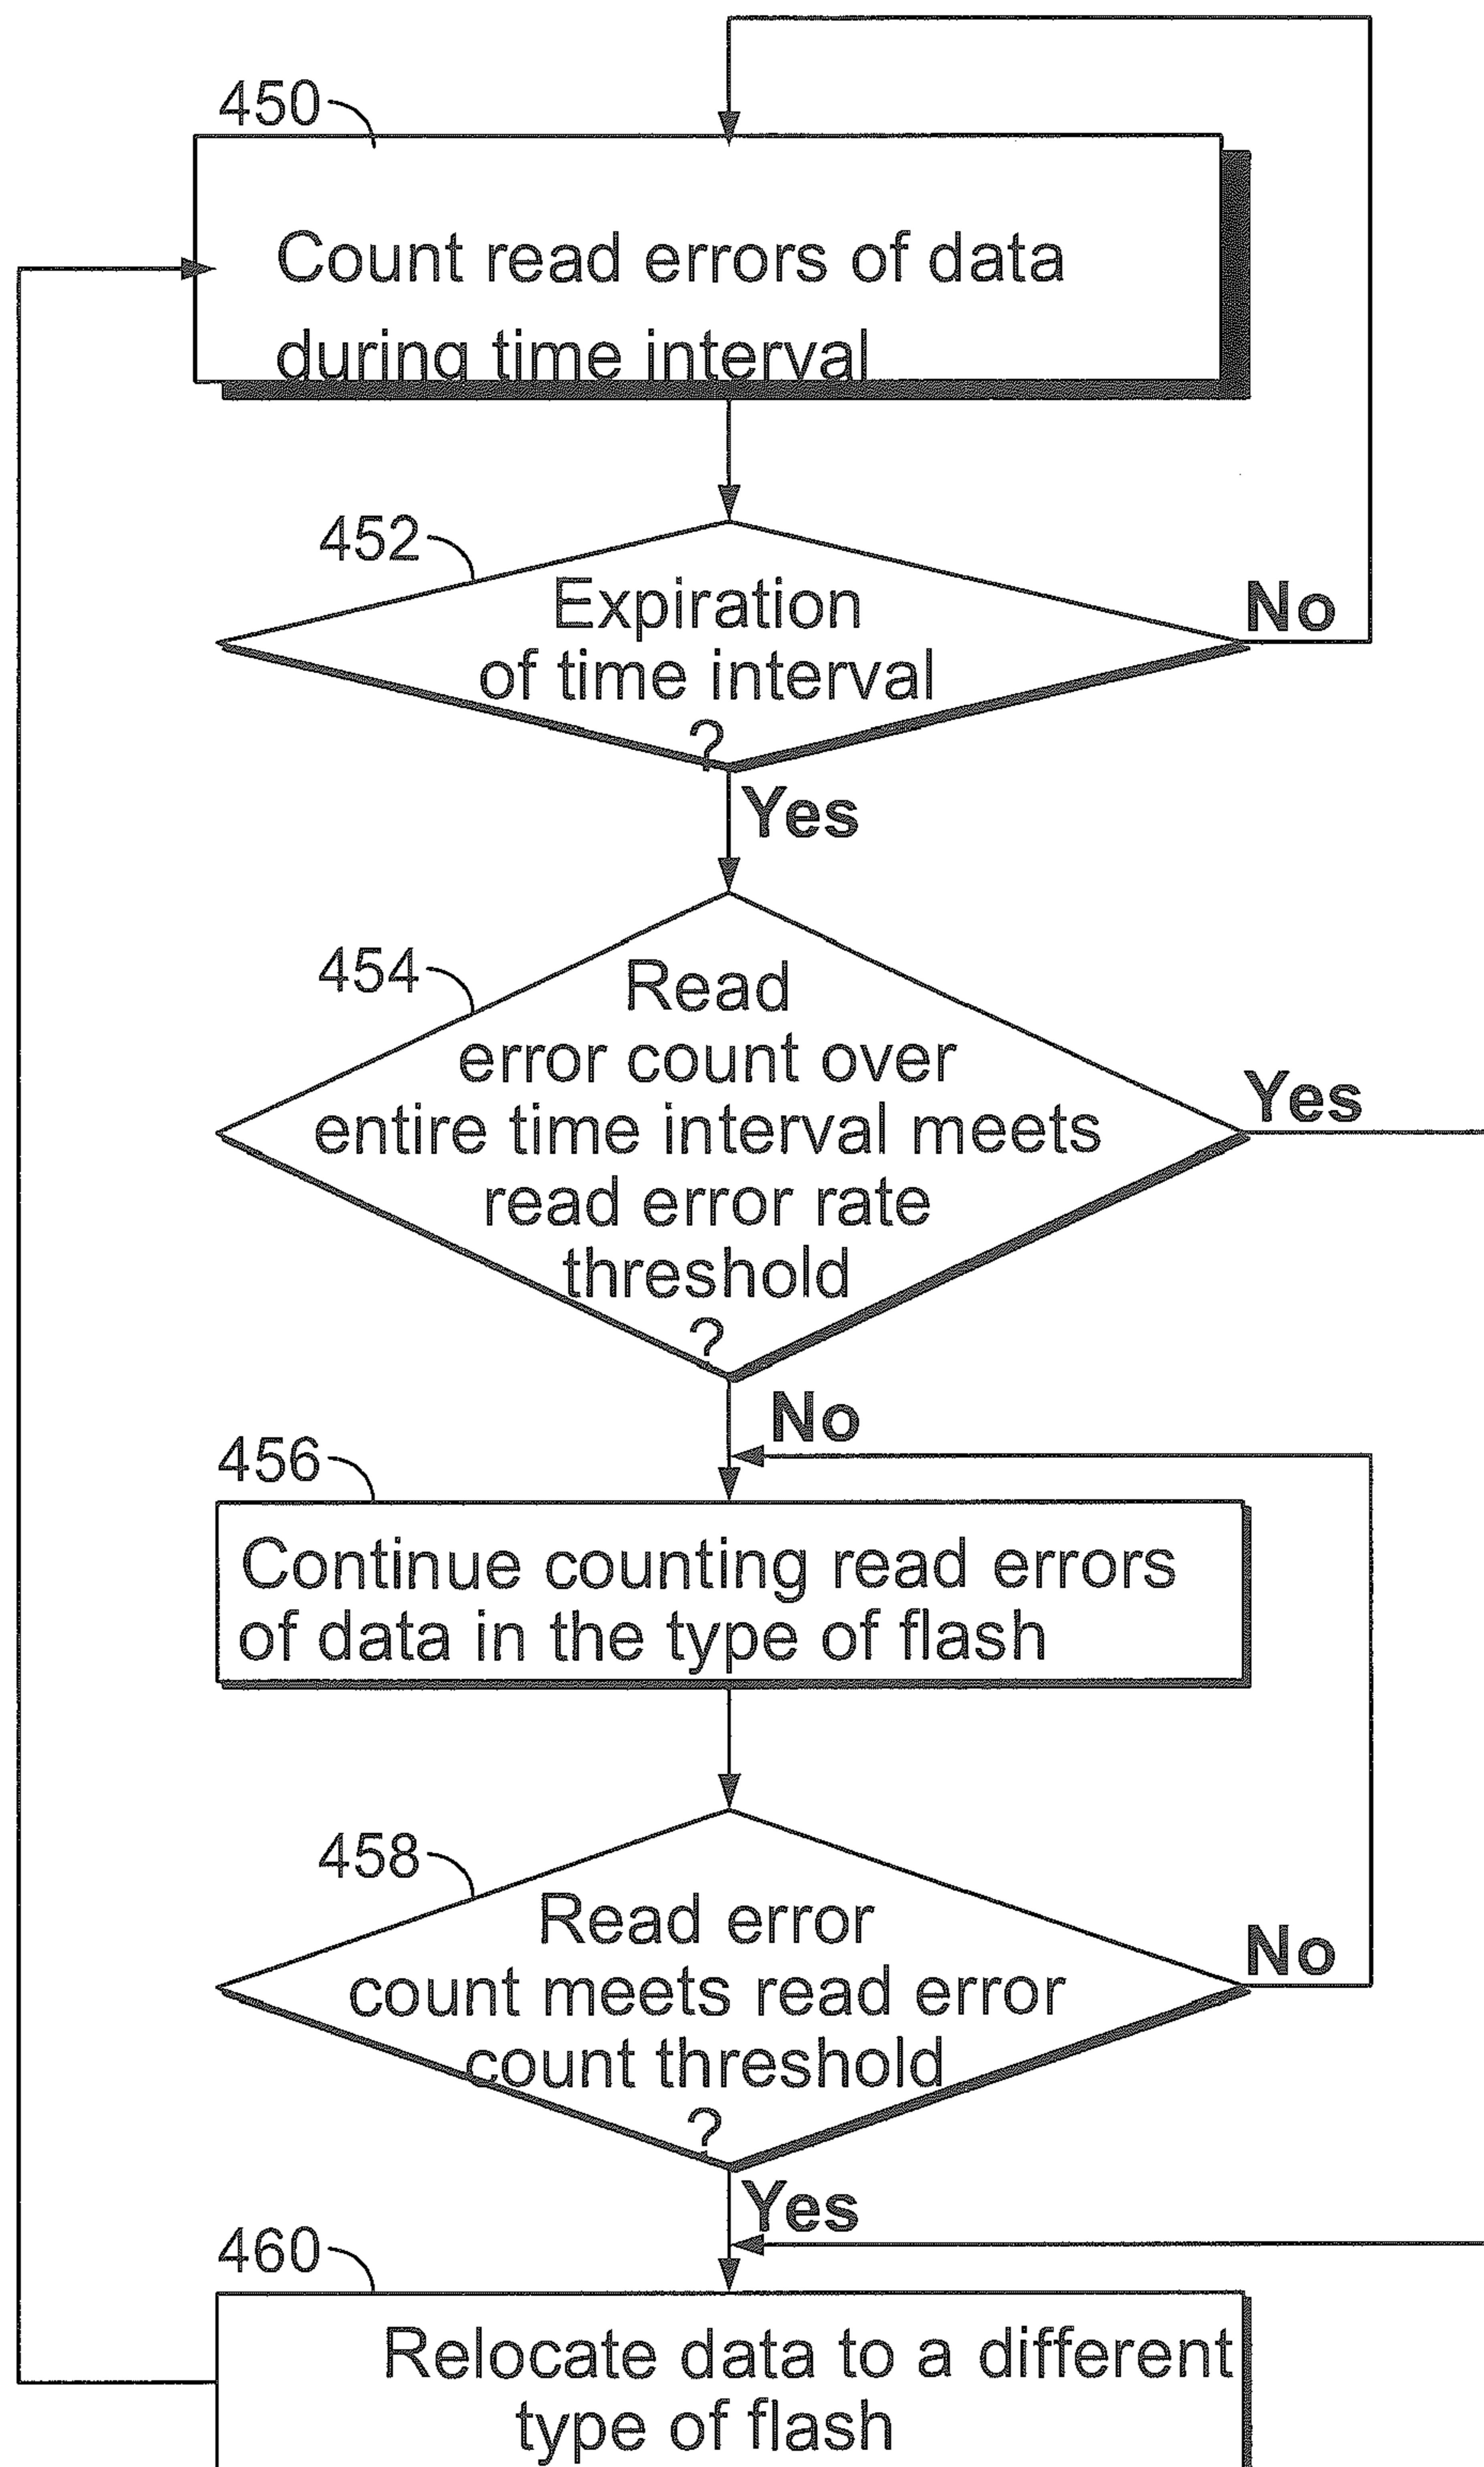 450
Count read errors of data
during time interval
452
Expiration
of time interval
?
No
Yes
454
Read
error count over
entire time interval meets
read error rate
threshold
?
Yes
No
456
Continue counting read errors
of data in the type of flash
458
Read error
count meets read error
count threshold
?
No
Yes
460
Relocate data to a different
type of flash